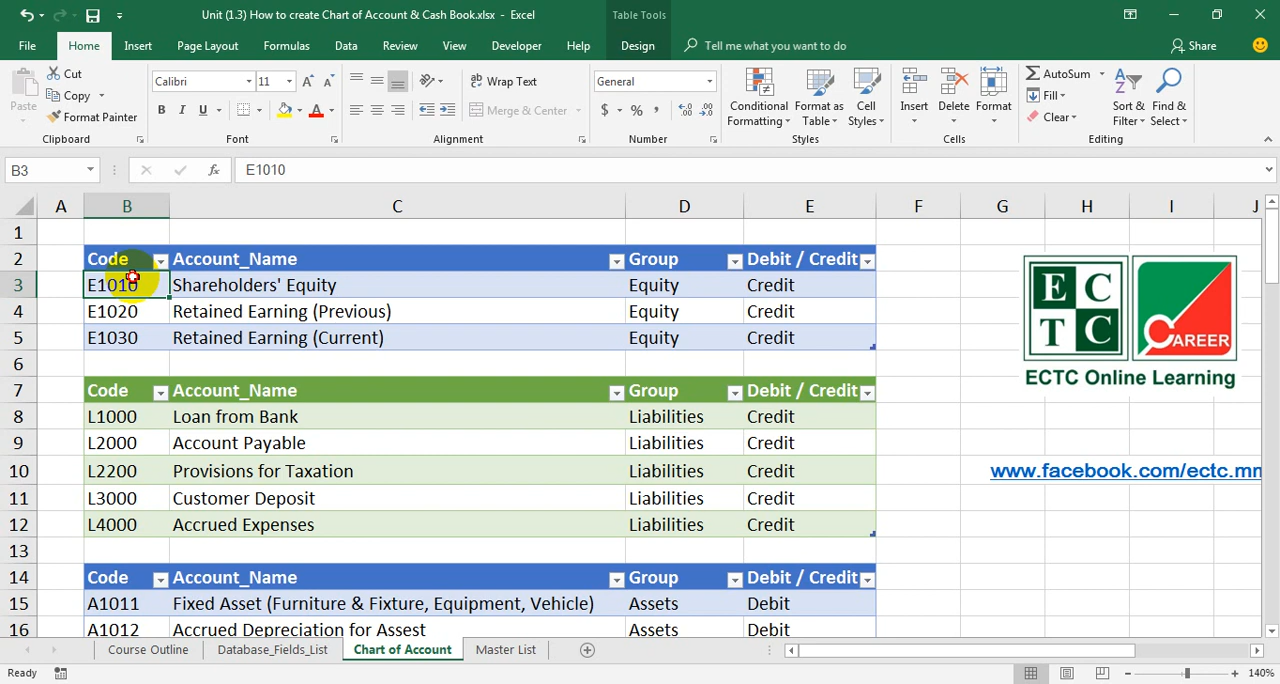 Unit (1.3) How to create Chart of Account & Cash Book.xlsx - Excel
Table Tools
File Home Insert Page Layout Formulas Data Review View Developer Help Design Tell me what you want to do Share
Paste
Cut
Copy
Format Painter
Clipboard
Calibri 11
B I U
Font
Wrap Text
Merge & Center
Alignment
General
$ % ,
Number
Conditional Formatting
Format as Table
Cell Styles
Styles
Insert Delete Format
Cells
AutoSum
Fill
Clear
Sort & Filter
Find & Select
Editing
B3 fx E1010
A B C D E F G H I J
1
2 Code Account_Name Group Debit / Credit
3 E1010 Shareholders' Equity Equity Credit
4 E1020 Retained Earning (Previous) Equity Credit
5 E1030 Retained Earning (Current) Equity Credit
6
7 Code Account_Name Group Debit / Credit
8 L1000 Loan from Bank Liabilities Credit
9 L2000 Account Payable Liabilities Credit
10 L2200 Provisions for Taxation Liabilities Credit
11 L3000 Customer Deposit Liabilities Credit
12 L4000 Accrued Expenses Liabilities Credit
13
14 Code Account_Name Group Debit / Credit
15 A1011 Fixed Asset (Furniture & Fixture, Equipment, Vehicle) Assets Debit
16 A1012 Accrued Depreciation for Assest Assets Debit
E C
T C
CAREER
ECTC Online Learning
www.facebook.com/ectc.mm
Course Outline Database_Fields_List Chart of Account Master List
Ready
140%